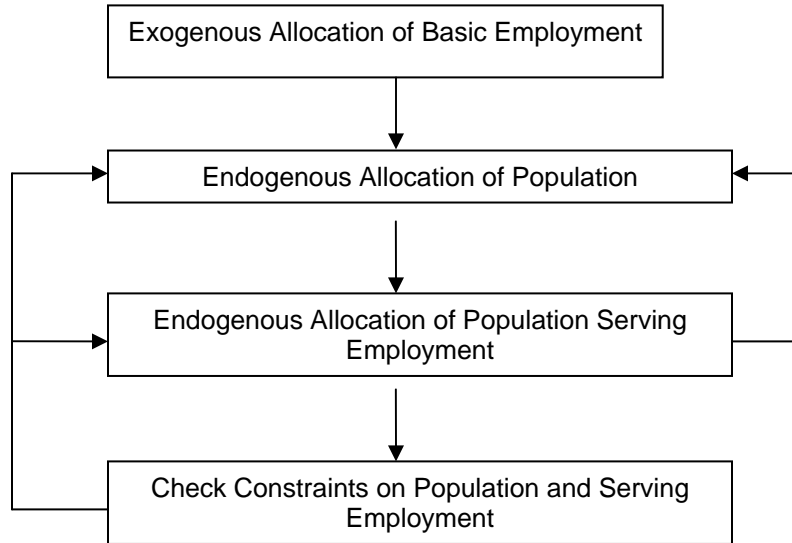 Exogenous Allocation of Basic Employment
Endogenous Allocation of Population
Endogenous Allocation of Population Serving
Employment
Check Constraints on Population and Serving
Employment